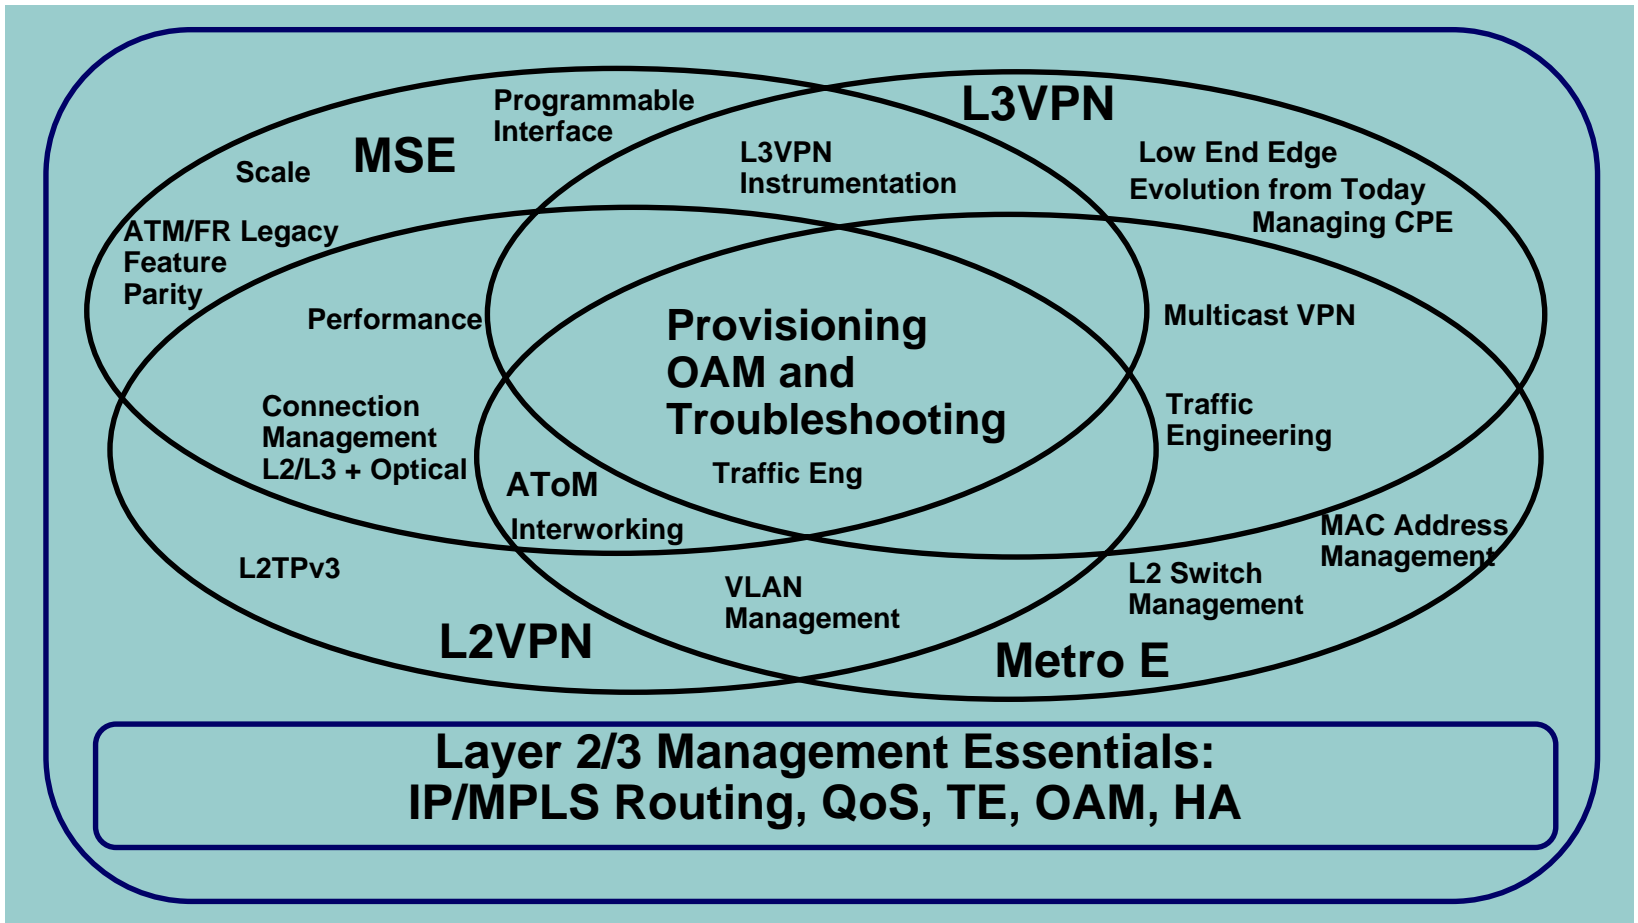 Programmable
Interface
L3VPN
MSE
Scale
L3VPN
Instrumentation
Low End Edge
Evolution from Today
Managing CPE
ATM/FR Legacy
Feature
Parity
Performance
Provisioning
OAM and
Troubleshooting
Multicast VPN
Connection
Management
L2/L3 + Optical
Traffic
Engineering
AToM
Interworking
Traffic Eng
MAC Address
Management
L2TPv3
VLAN
Management
L2 Switch
Management
L2VPN
Metro E
Layer 2/3 Management Essentials:
IP/MPLS Routing, QoS, TE, OAM, HA